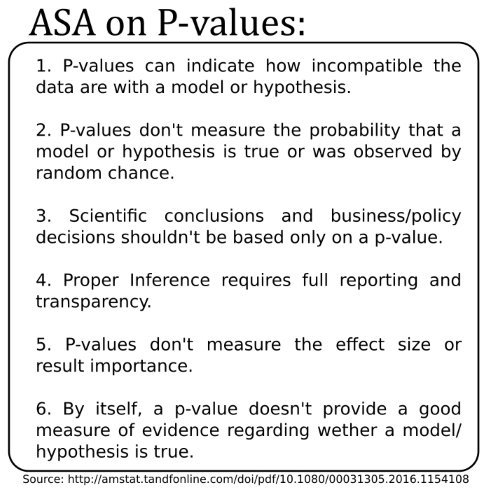 ASA on P-values:
1. P-values can indicate how incompatible the
data are with a model or hypothesis.
2. P-values don't measure the probability that a
model or hypothesis is true or was observed by
random chance.
3. Scientific conclusions and business/policy
decisions shouldn't be based only on a p-value.
4. Proper Inference requires full reporting and
transparency.
5. P-values don't measure the effect size or
result importance.
6. By itself, a p-value doesn't provide a good
measure of evidence regarding wether a model/
hypothesis is true.
Source: http://amstat.tandfonline.com/doi/pdf/10.1080/00031305.2016.1154108